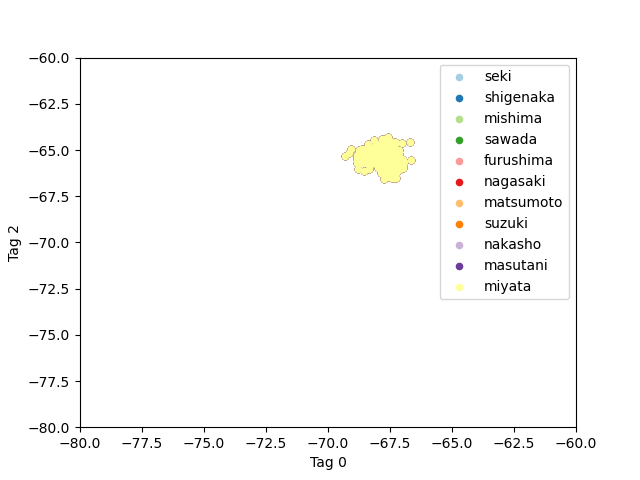 −60.0
−62.5
−65.0
−67.5
−70.0
−72.5
−75.0
−77.5
−80.0
Tag 2
−80.0 −77.5 −75.0 −72.5 −70.0 −67.5 −65.0 −62.5 −60.0
Tag 0
seki
shigenaka
mishima
sawada
furushima
nagasaki
matsumoto
suzuki
nakasho
masutani
miyata